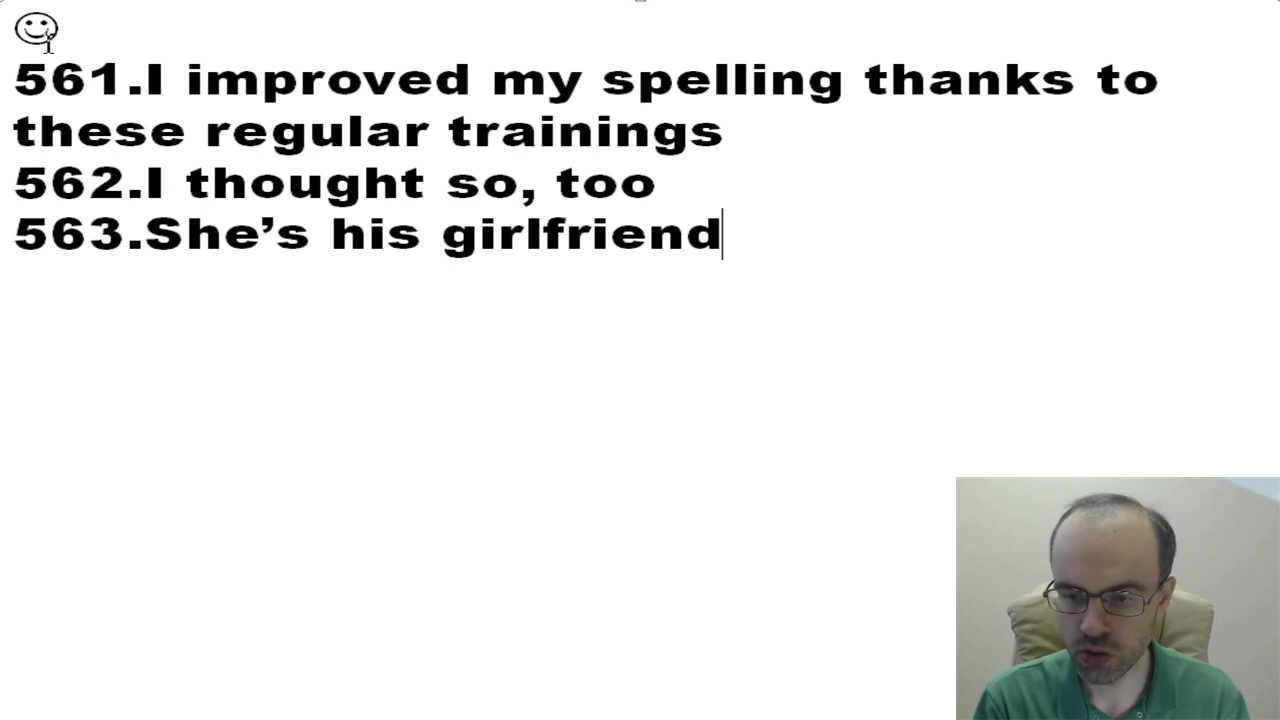 561.I improved my spelling thanks to
these regular trainings
562.I thought so, too
563.She’s his girlfriend